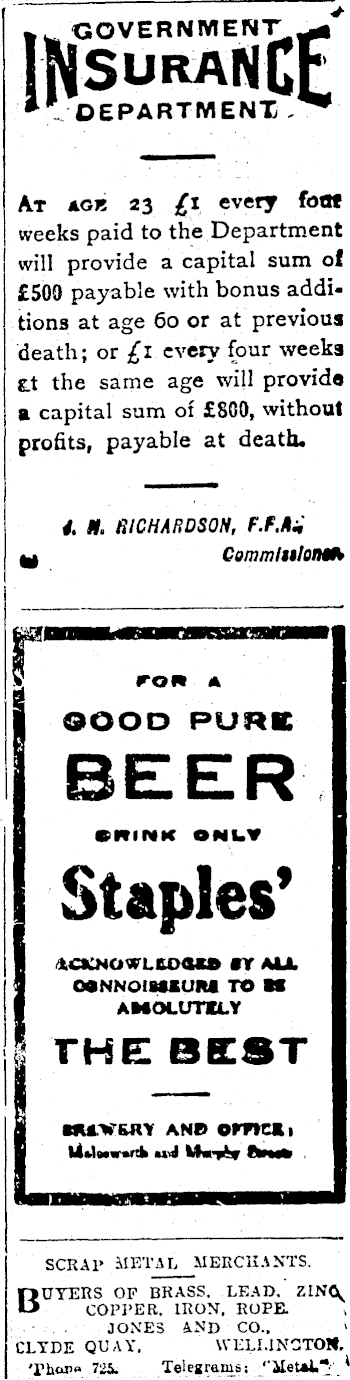 GOVERNMENT
INSURANCE
DEPARTMENT.
AT AGE 23 £1 every four
weeks paid to the Department
will provide a capital sum of
£500 payable with bonus addi-
tions at age 60 or at previous
death; or £1 every four weeks
at the same age will provide
a capital sum of £800, without
profits, payable at death.
RICHARDSON, F.F.A.,
Commissioner
FOR A
GOOD PURE
BEER
DRINK ONLY
Staples'
ACKNOWLEDGED BY ALL
CONNOISSEURS TO BE
ABSOLUTELY
THE BEST
BREWERY AND OFFICE;
Molesworth and Murphy Streets
SCRAP METAL MERCHANTS.
BUYERS OF BRASS, LEAD, ZINC,
COPPER, IRON, ROPE.
JONES AND CO.,
CLYDE QUAY, WELLINGTON.
'Phone 725. Telegrams: "Metal."